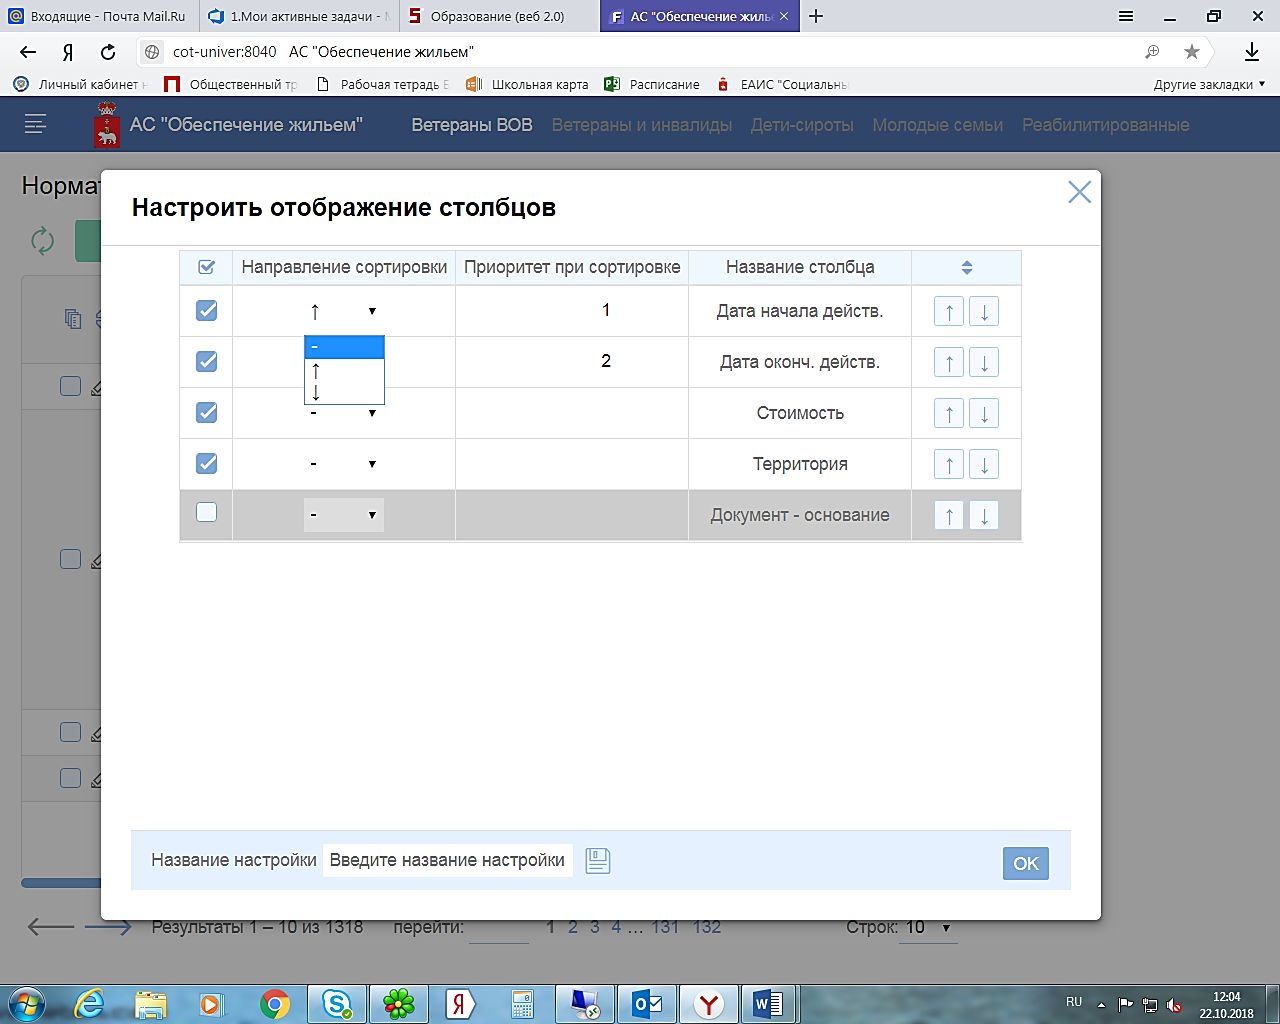 Входящие - Почта Mail.Ru
1.Мои активные задачи -
Образование (веб 2.0)
АС "Обеспечение жилье
cot-univer:8040 АС "Обеспечение жильем"
Личный кабинет
Общественный тр
Рабочая тетрадь
Школьная карта
Расписание
ЕАИС "Социальны
Другие закладки
АС "Обеспечение жильем"
Ветераны ВОВ
Ветераны и инвалиды
Дети-сироты
Молодые семьи
Реабилитированные
Нормат
Настроить отображение столбцов
Направление сортировки
Приоритет при сортировке
Название столбца
↑ 1 Дата начала действ. ↑ ↓
-
↑
↓
2 Дата оконч. действ. ↑ ↓
- Стоимость ↑ ↓
- Территория ↑ ↓
- Документ - основание ↑ ↓
Название настройки Введите название настройки
OK
Результаты 1 – 10 из 1318 перейти: 1 2 3 4 ... 131 132 Строк: 10
RU
12:04
22.10.2018